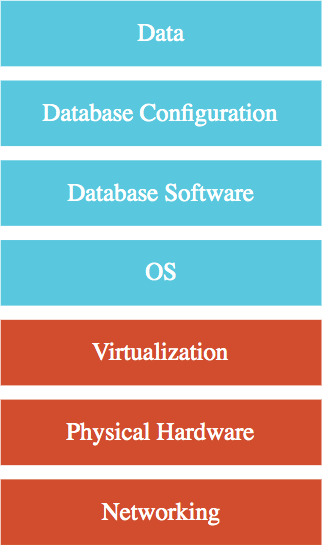 Data
Database Configuration
Database Software
OS
Virtualization
Physical Hardware
Networking